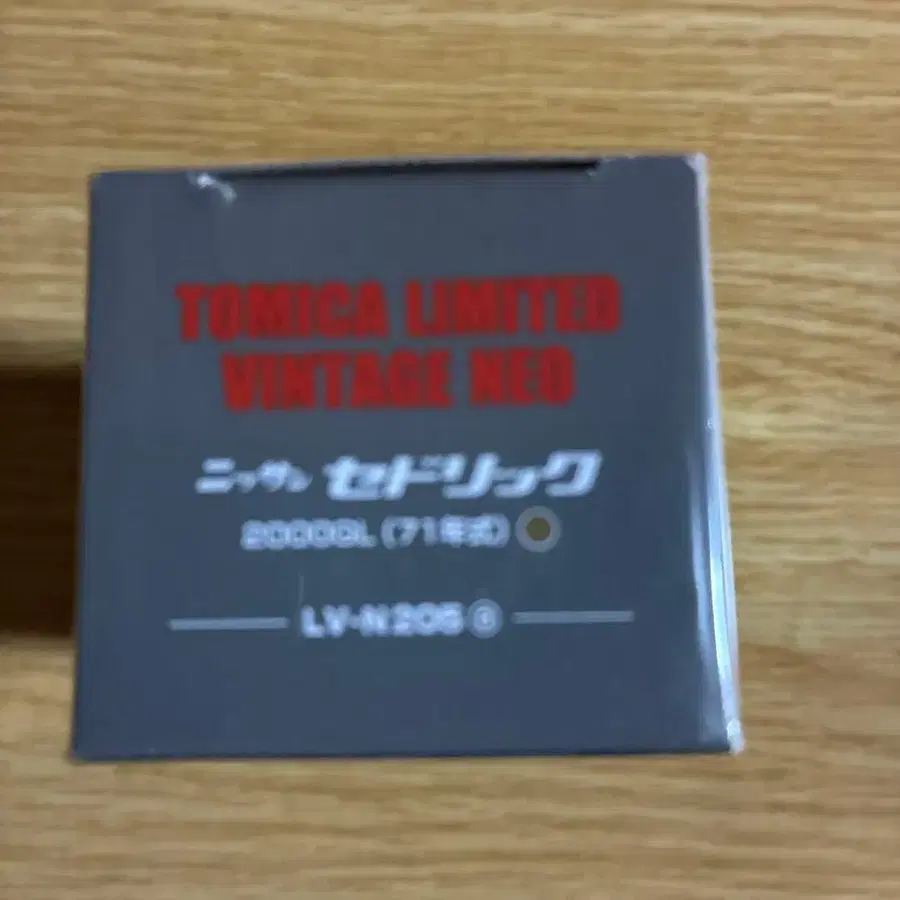 TOMICA LIMITED
VINTAGE NEO
ニッサン セドリック
2000GL(71年式)
LV-N205